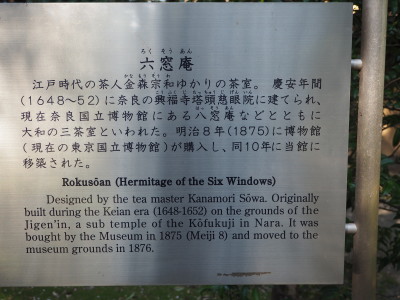 ろくそうあん
六窓庵
江戸時代の茶人金森宗和ゆかりの茶室。慶安年間
(1648～52)に奈良の興福寺塔頭慈眼院に建てられ、
現在奈良国立博物館にある八窓庵などとともに
大和の三茶室といわれた。明治8年(1875)に博物館
(現在の東京国立博物館)が購入し、同10年に当館に
移築された。
Rokusōan (Hermitage of the Six Windows)
Designed by the tea master Kanamori Sōwa. Originally
built during the Keian era (1648-1652) on the grounds of the
Jigen'in, a sub temple of the Kōfukuji in Nara. It was
bought by the Museum in 1875 (Meiji 8) and moved to the
museum grounds in 1876.